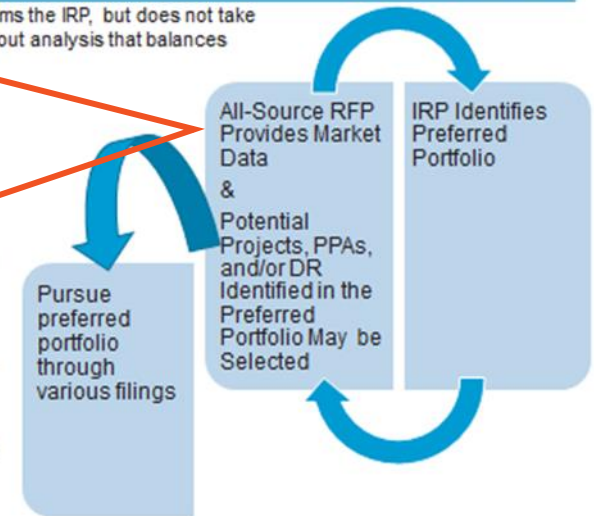 ms the IRP, but does not take
out analysis that balances
All-Source RFP
Provides Market
Data
&
Potential
Projects, PPAs,
and/or DR
Identified in the
Preferred
Portfolio May be
Selected
IRP Identifies
Preferred
Portfolio
Pursue
preferred
portfolio
through
various filings